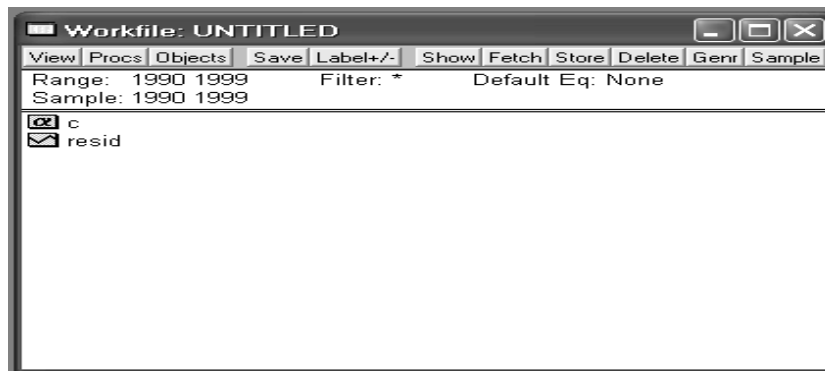 Workfile: UNTITLED
View Procs Objects Save Label+/- Show Fetch Store Delete Genr Sample
Range: 1990 1999 Filter: * Default Eq: None
Sample: 1990 1999
c
resid